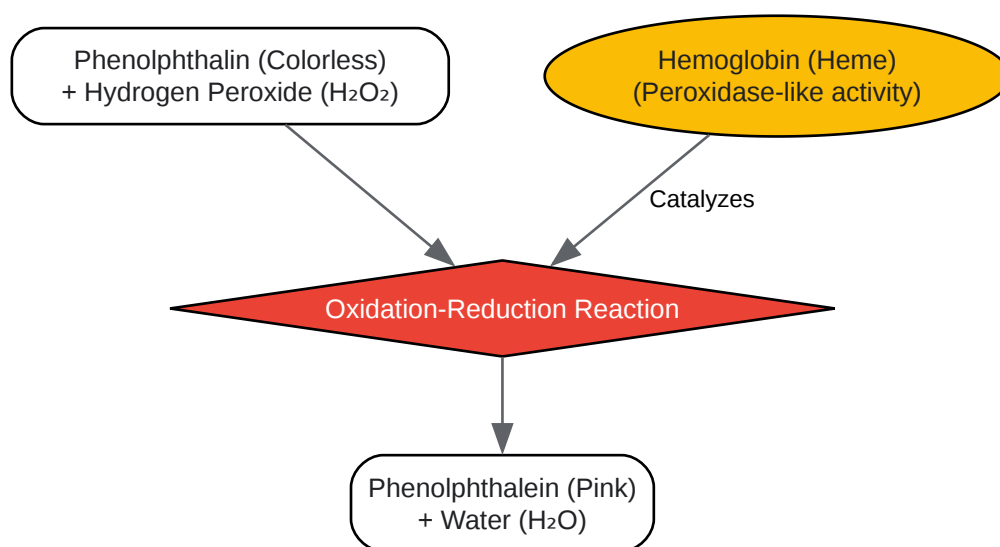 Phenolphthalin (Colorless)
+ Hydrogen Peroxide (H₂O₂)
Hemoglobin (Heme)
(Peroxidase-like activity)
Catalyzes
Oxidation-Reduction Reaction
Phenolphthalein (Pink)
+ Water (H₂O)